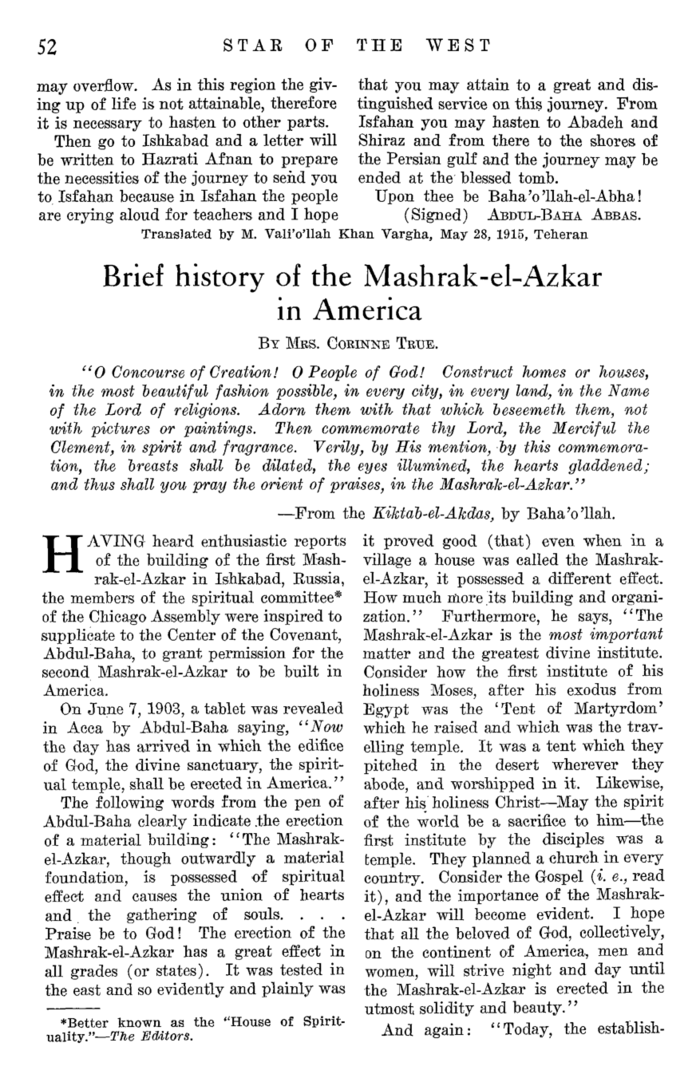 52 STAR OF THE WEST
may overflow. As in this region the giv-
ing up of life is not attainable, therefore
it is necessary to hasten to other parts.
Then go to Ishkabad and a letter will
be written to Hazrati Afnan to prepare
the necessities of the journey to send you
to Isfahan because in Isfahan the people
are crying aloud for teachers and I hope
that you may attain to a great and dis-
tinguished service on this journey. From
Isfahan you may hasten to Abadeh and
Shiraz and from there to the shores of
the Persian gulf and the journey may be
ended at the blessed tomb.
Upon thee be Baha'o'llah-el-Abha!
(Signed) ABDUL-BAHA ABBAS.
Translated by M. Vali'o'llah Khan Vargha, May 28, 1915, Teheran
Brief history of the Mashrak-el-Azkar
in America
BY MRS. CORINNE TRUE.
"O Concourse of Creation! O People of God! Construct homes or houses,
in the most beautiful fashion possible, in every city, in every land, in the Name
of the Lord of religions. Adorn them with that which beseemeth them, not
with pictures or paintings. Then commemorate thy Lord, the Merciful the
Clement, in spirit and fragrance. Verily, by His mention, by this commemora-
tion, the breasts shall be dilated, the eyes illumined, the hearts gladdened;
and thus shall you pray the orient of praises, in the Mashrak-el-Azkar."
—From the Kiktab-el-Akdas, by Baha'o'llah.
HAVING heard enthusiastic reports
of the building of the first Mash-
rak-el-Azkar in Ishkabad, Russia,
the members of the spiritual committee*
of the Chicago Assembly were inspired to
supplicate to the Center of the Covenant,
Abdul-Baha, to grant permission for the
second Mashrak-el-Azkar to be built in
America.
On June 7, 1903, a tablet was revealed
in Acca by Abdul-Baha saying, "Now
the day has arrived in which the edifice
of God, the divine sanctuary, the spirit-
ual temple, shall be erected in America."
The following words from the pen of
Abdul-Baha clearly indicate the erection
of a material building: "The Mashrak-
el-Azkar, though outwardly a material
foundation, is possessed of spiritual
effect and causes the union of hearts
and the gathering of souls. . . .
Praise be to God! The erection of the
Mashrak-el-Azkar has a great effect in
all grades (or states). It was tested in
the east and so evidently and plainly was
*Better known as the "House of Spirit-
uality."—The Editors.
it proved good (that) even when in a
village a house was called the Mashrak-
el-Azkar, it possessed a different effect.
How much more its building and organi-
zation." Furthermore, he says, "The
Mashrak-el-Azkar is the most important
matter and the greatest divine institute.
Consider how the first institute of his
holiness Moses, after his exodus from
Egypt was the 'Tent of Martyrdom'
which he raised and which was the trav-
elling temple. It was a tent which they
pitched in the desert wherever they
abode, and worshipped in it. Likewise,
after his holiness Christ—May the spirit
of the world be a sacrifice to him—the
first institute by the disciples was a
temple. They planned a church in every
country. Consider the Gospel (i. e., read
it), and the importance of the Mashrak-
el-Azkar will become evident. I hope
that all the beloved of God, collectively,
on the continent of America, men and
women, will strive night and day until
the Mashrak-el-Azkar is erected in the
utmost solidity and beauty."
And again: "Today, the establish-